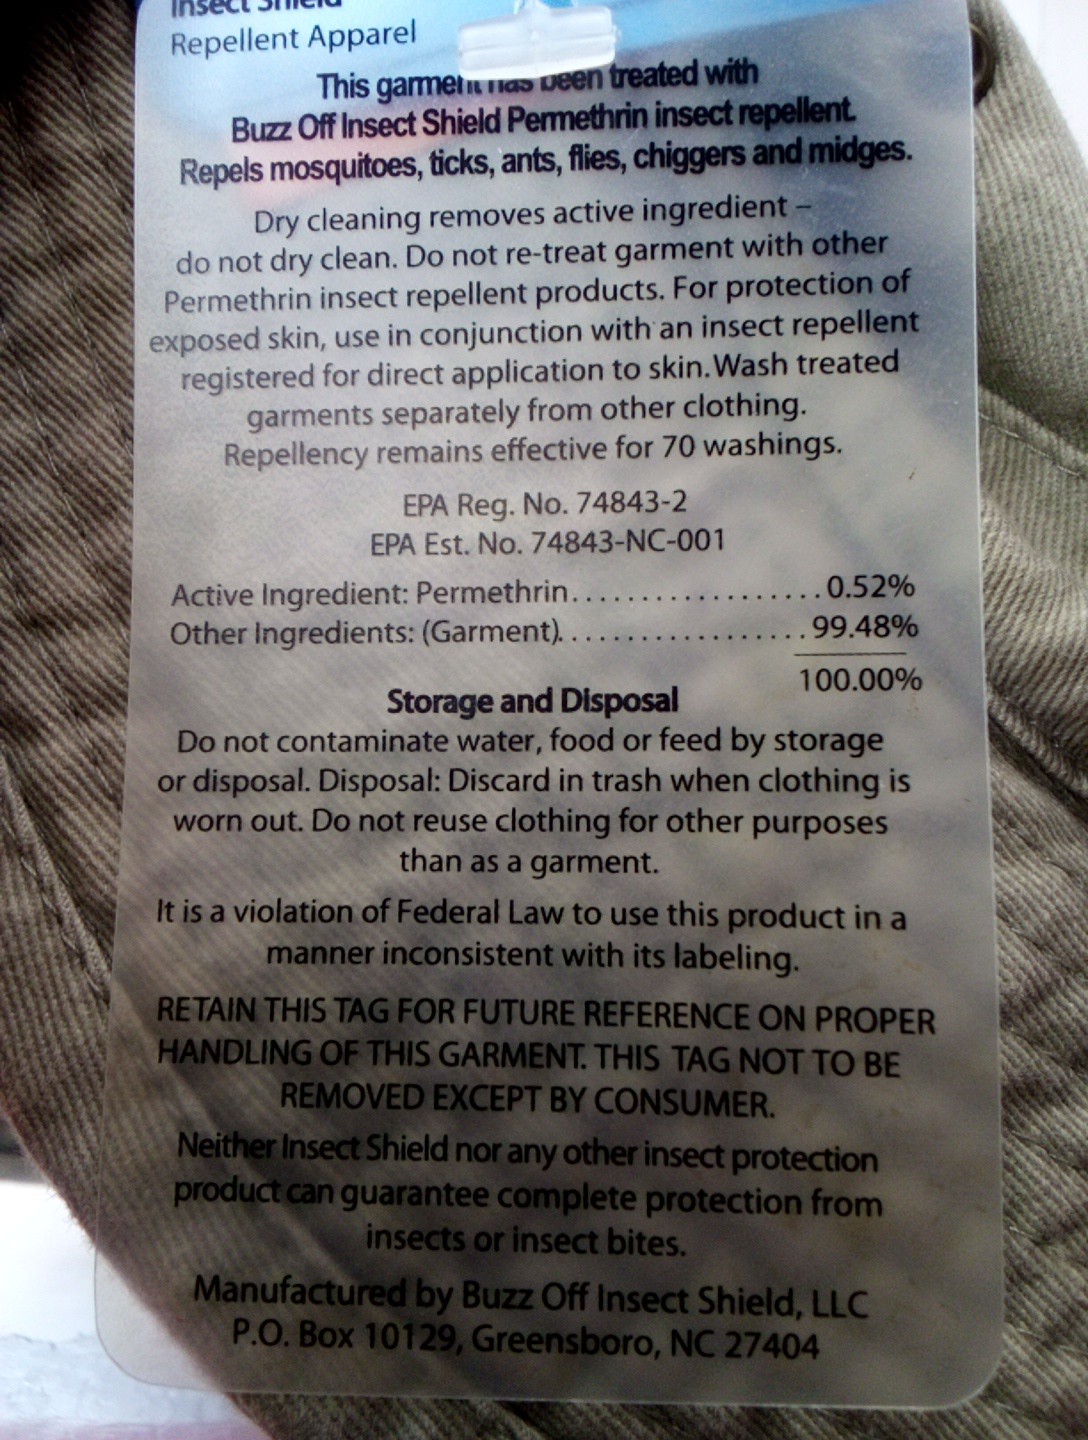 Insect Shield
Repellent Apparel
This garment has been treated with
Buzz Off Insect Shield Permethrin insect repellent.
Repels mosquitoes, ticks, ants, flies, chiggers and midges.
Dry cleaning removes active ingredient –
do not dry clean. Do not re-treat garment with other
Permethrin insect repellent products. For protection of
exposed skin, use in conjunction with an insect repellent
registered for direct application to skin. Wash treated
garments separately from other clothing.
Repellency remains effective for 70 washings.
EPA Reg. No. 74843-2
EPA Est. No. 74843-NC-001
Active Ingredient: Permethrin...................0.52%
Other Ingredients: (Garment)...................99.48%
100.00%
Storage and Disposal
Do not contaminate water, food or feed by storage
or disposal. Disposal: Discard in trash when clothing is
worn out. Do not reuse clothing for other purposes
than as a garment.
It is a violation of Federal Law to use this product in a
manner inconsistent with its labeling.
RETAIN THIS TAG FOR FUTURE REFERENCE ON PROPER
HANDLING OF THIS GARMENT. THIS TAG NOT TO BE
REMOVED EXCEPT BY CONSUMER.
Neither Insect Shield nor any other insect protection
product can guarantee complete protection from
insects or insect bites.
Manufactured by Buzz Off Insect Shield, LLC
P.O. Box 10129, Greensboro, NC 27404